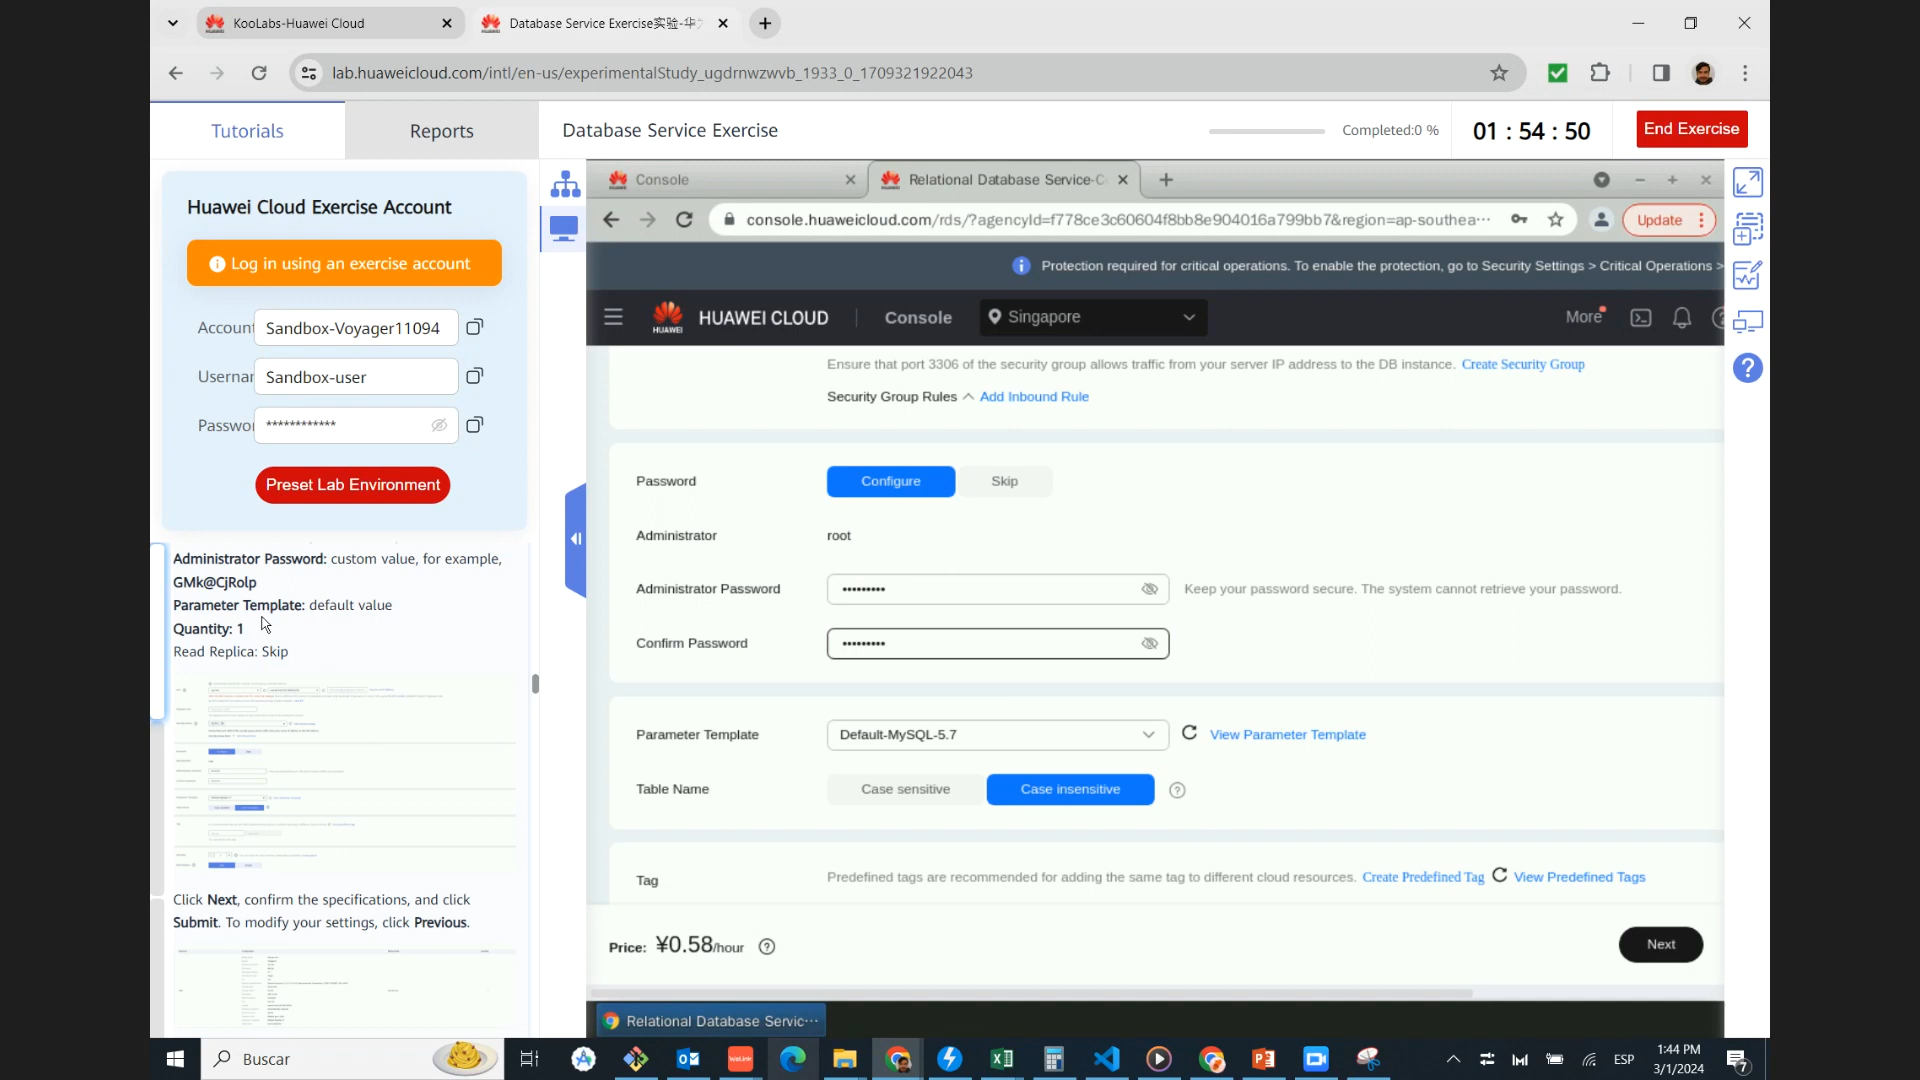 KooLabs-Huawei Cloud
Database Service Exercise实验-华
lab.huaweicloud.com/intl/en-us/experimentalStudy_ugdrnwzwvb_1933_0_1709321922043
Tutorials
Reports
Database Service Exercise
Completed:0 %
01 : 54 : 50
End Exercise
Huawei Cloud Exercise Account
Log in using an exercise account
Account
Sandbox-Voyager11094
Userna
Sandbox-user
Passwo
************
Preset Lab Environment
Administrator Password: custom value, for example,
GMk@CjRolp
Parameter Template: default value
Quantity: 1
Read Replica: Skip
Click Next, confirm the specifications, and click
Submit. To modify your settings, click Previous.
Console
Relational Database Service-C
console.huaweicloud.com/rds/?agencyId=f778ce3c60604f8bb8e904016a799bb7&region=ap-southea···
Update
Protection required for critical operations. To enable the protection, go to Security Settings > Critical Operations >
HUAWEI
HUAWEI CLOUD
Console
Singapore
More
Ensure that port 3306 of the security group allows traffic from your server IP address to the DB instance. Create Security Group
Security Group Rules Add Inbound Rule
Password
Configure
Skip
Administrator
root
Administrator Password
•••••••••
Keep your password secure. The system cannot retrieve your password.
Confirm Password
•••••••••
Parameter Template
Default-MySQL-5.7
View Parameter Template
Table Name
Case sensitive
Case insensitive
Tag
Predefined tags are recommended for adding the same tag to different cloud resources. Create Predefined Tag View Predefined Tags
Price: ¥0.58/hour
Next
Relational Database Servic···
Buscar
WeLink
ESP
1:44 PM
3/1/2024
7